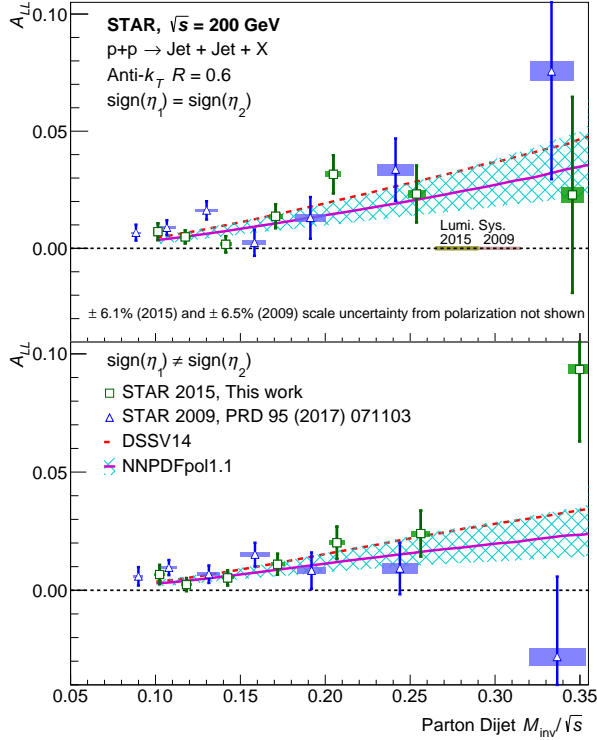 A_LL
STAR, √s = 200 GeV
p+p → Jet + Jet + X
Anti-k_T R = 0.6
sign(η_1) = sign(η_2)
0.10
0.05
0.00
Lumi. Sys.
2015 2009
± 6.1% (2015) and ± 6.5% (2009) scale uncertainty from polarization not shown
A_LL
sign(η_1) ≠ sign(η_2)
STAR 2015, This work
STAR 2009, PRD 95 (2017) 071103
DSSV14
NNPDFpol1.1
0.10
0.05
0.00
0.05 0.10 0.15 0.20 0.25 0.30 0.35
Parton Dijet M_inv/√s